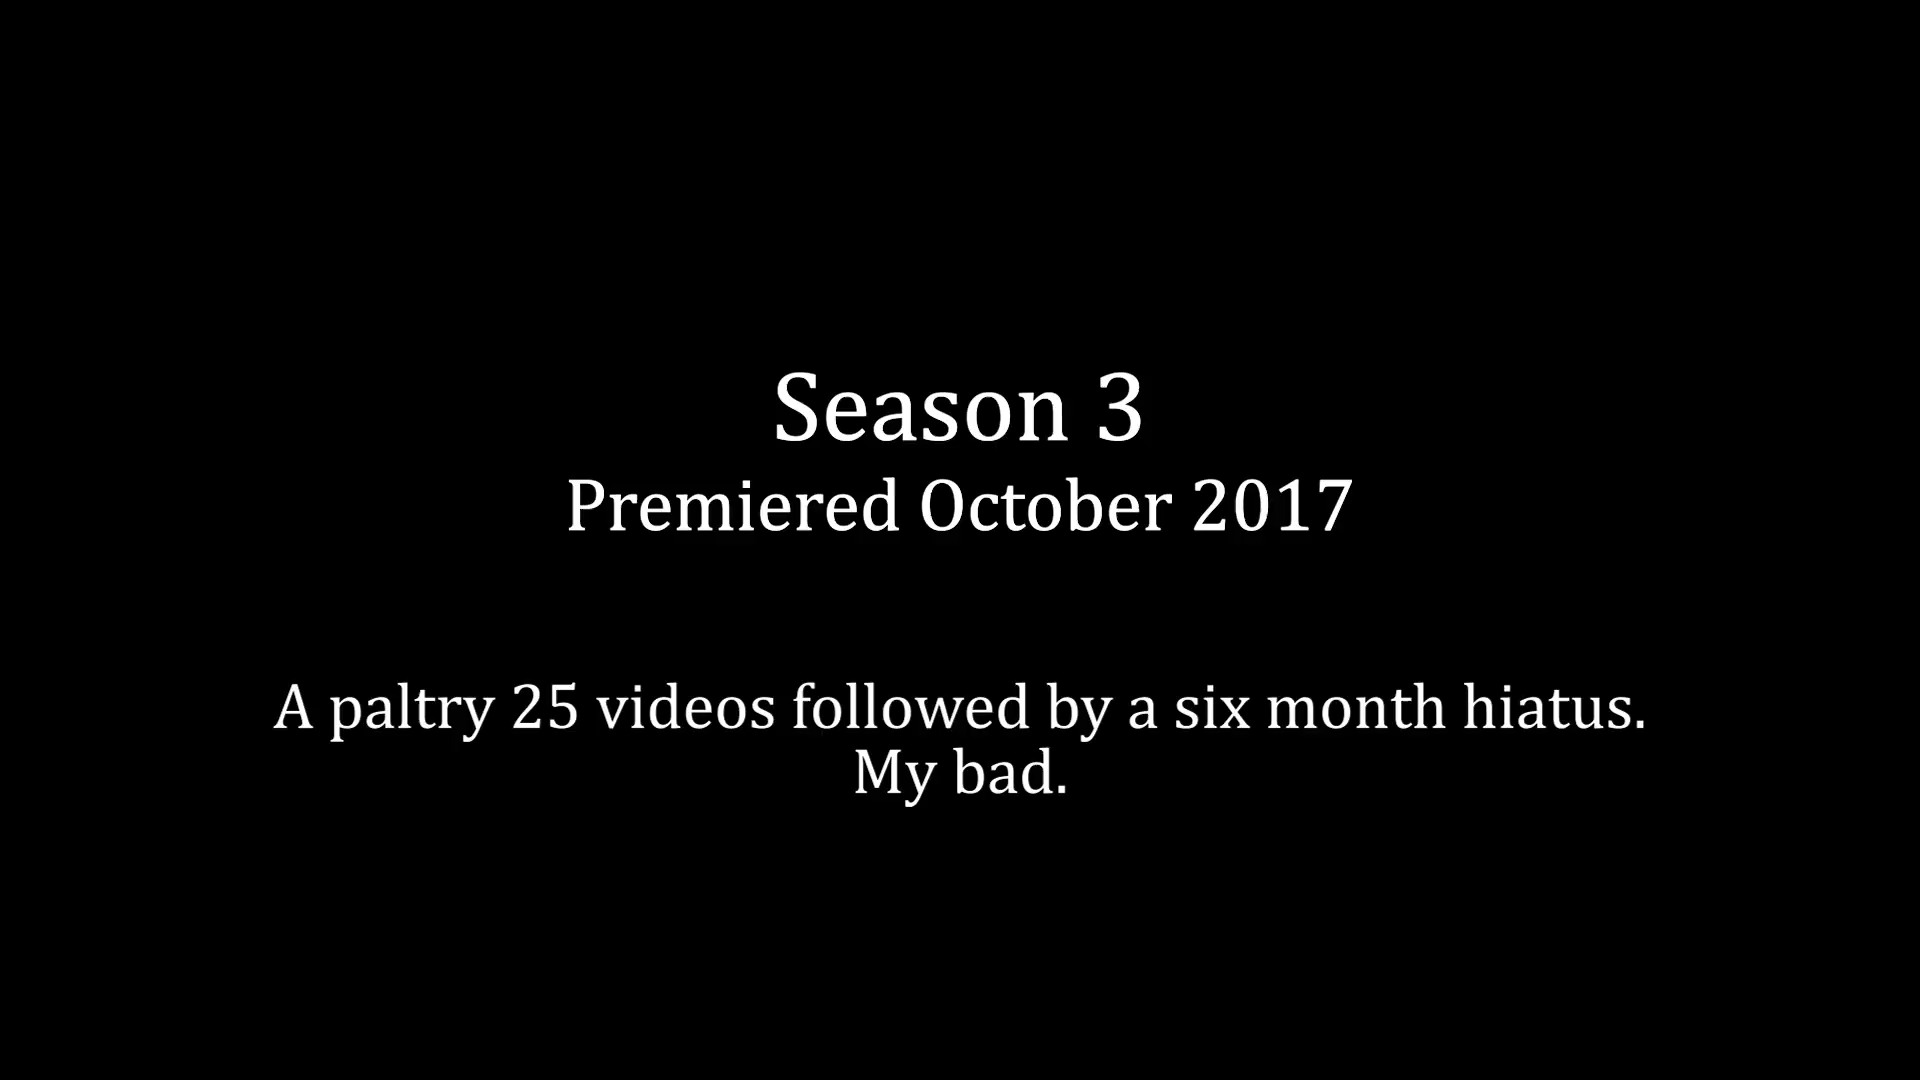 Season 3
Premiered October 2017
A paltry 25 videos followed by a six month hiatus.
My bad.